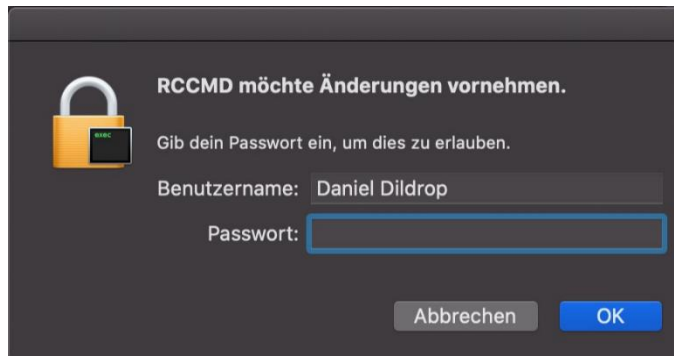 exec
RCCMD möchte Änderungen vornehmen.
Gib dein Passwort ein, um dies zu erlauben.
Benutzername: Daniel Dildrop
Passwort:
Abbrechen OK